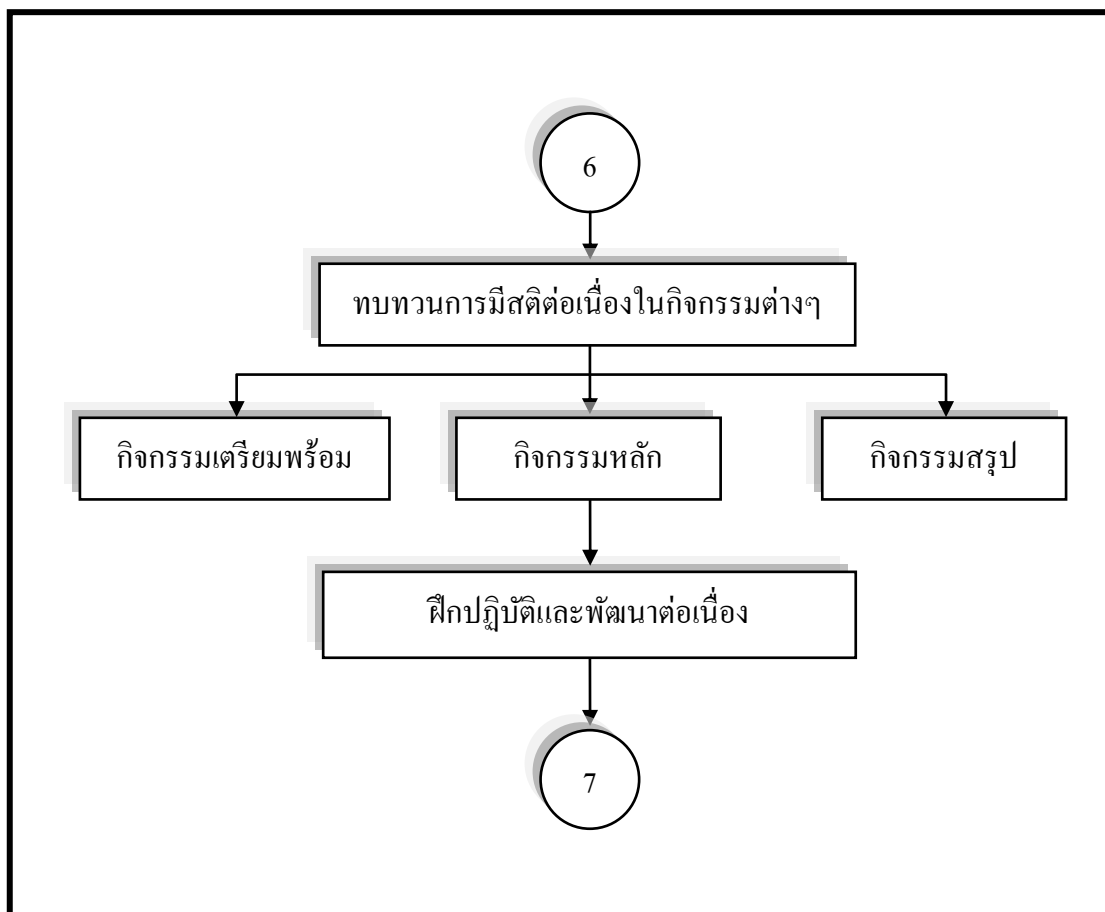 6
ทบทวนการมีสติต่อเนื่องในกิจกรรมต่างๆ
กิจกรรมเตรียมพร้อม
กิจกรรมหลัก
กิจกรรมสรุป
ฝึกปฏิบัติและพัฒนาต่อเนื่อง
7